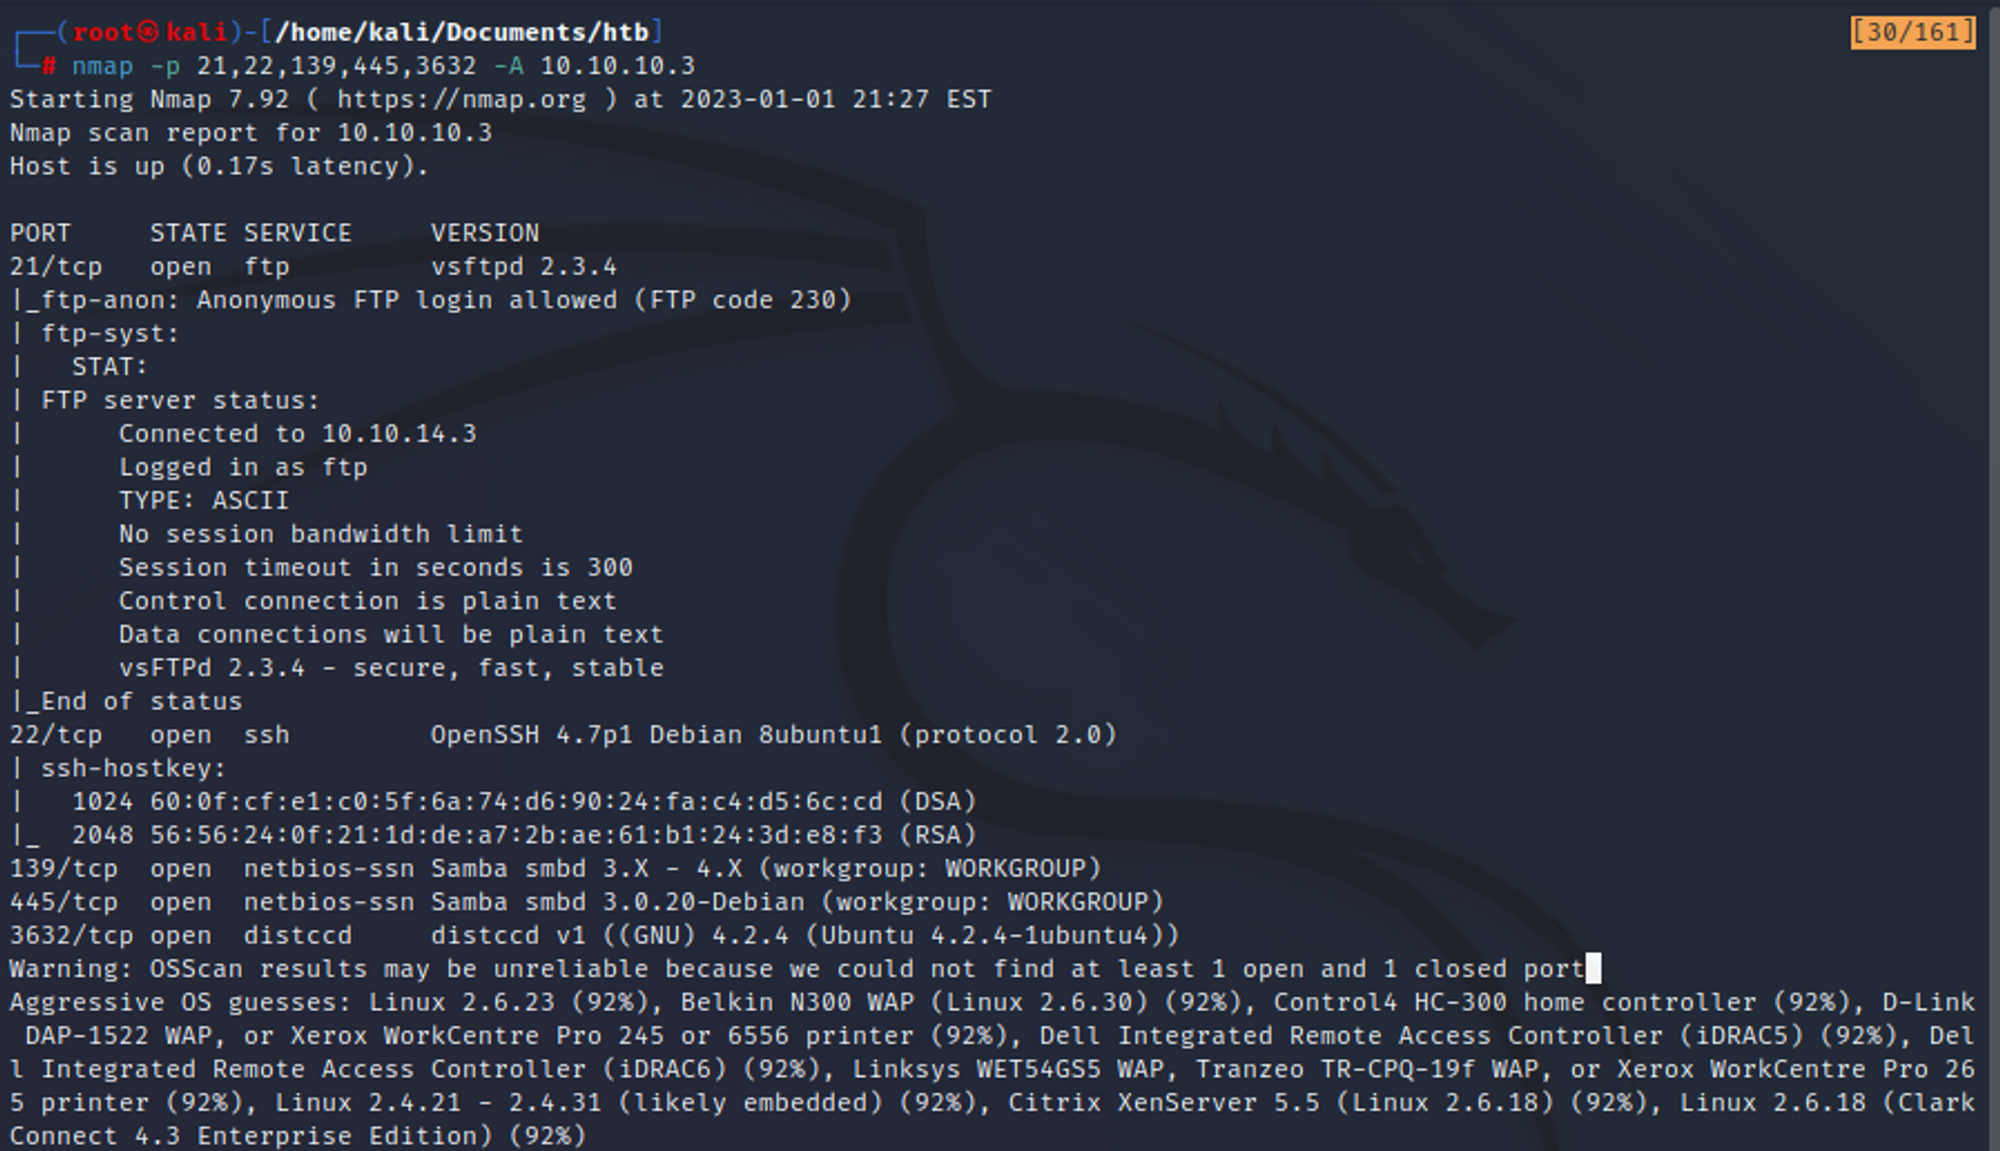 ┌──(root㉿kali)-[/home/kali/Documents/htb] [30/161]
└─# nmap -p 21,22,139,445,3632 -A 10.10.10.3
Starting Nmap 7.92 ( https://nmap.org ) at 2023-01-01 21:27 EST
Nmap scan report for 10.10.10.3
Host is up (0.17s latency).

PORT     STATE SERVICE     VERSION
21/tcp   open  ftp         vsftpd 2.3.4
|_ftp-anon: Anonymous FTP login allowed (FTP code 230)
| ftp-syst:
|   STAT:
| FTP server status:
|      Connected to 10.10.14.3
|      Logged in as ftp
|      TYPE: ASCII
|      No session bandwidth limit
|      Session timeout in seconds is 300
|      Control connection is plain text
|      Data connections will be plain text
|      vsFTPd 2.3.4 - secure, fast, stable
|_End of status
22/tcp   open  ssh         OpenSSH 4.7p1 Debian 8ubuntu1 (protocol 2.0)
| ssh-hostkey:
|   1024 60:0f:cf:e1:c0:5f:6a:74:d6:90:24:fa:c4:d5:6c:cd (DSA)
|_  2048 56:56:24:0f:21:1d:de:a7:2b:ae:61:b1:24:3d:e8:f3 (RSA)
139/tcp  open  netbios-ssn Samba smbd 3.X - 4.X (workgroup: WORKGROUP)
445/tcp  open  netbios-ssn Samba smbd 3.0.20-Debian (workgroup: WORKGROUP)
3632/tcp open  distccd     distccd v1 ((GNU) 4.2.4 (Ubuntu 4.2.4-1ubuntu4))
Warning: OSScan results may be unreliable because we could not find at least 1 open and 1 closed port
Aggressive OS guesses: Linux 2.6.23 (92%), Belkin N300 WAP (Linux 2.6.30) (92%), Control4 HC-300 home controller (92%), D-Link
 DAP-1522 WAP, or Xerox WorkCentre Pro 245 or 6556 printer (92%), Dell Integrated Remote Access Controller (iDRAC5) (92%), Del
l Integrated Remote Access Controller (iDRAC6) (92%), Linksys WET54GS5 WAP, Tranzeo TR-CPQ-19f WAP, or Xerox WorkCentre Pro 26
5 printer (92%), Linux 2.4.21 - 2.4.31 (likely embedded) (92%), Citrix XenServer 5.5 (Linux 2.6.18) (92%), Linux 2.6.18 (Clark
Connect 4.3 Enterprise Edition) (92%)